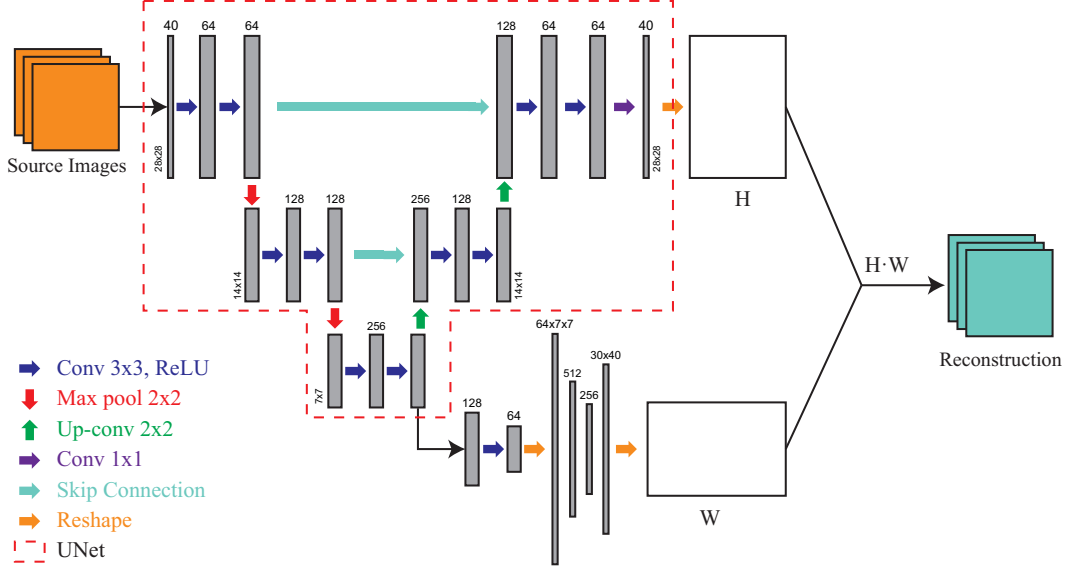 40 64 64 128 64 64 40
28x28 28x28
Source Images
H
128 128 256 128
14x14 14x14
H·W
Reconstruction
256
7x7
64x7x7
512
256
30x40
128 64
W
Conv 3x3, ReLU
Max pool 2x2
Up-conv 2x2
Conv 1x1
Skip Connection
Reshape
UNet